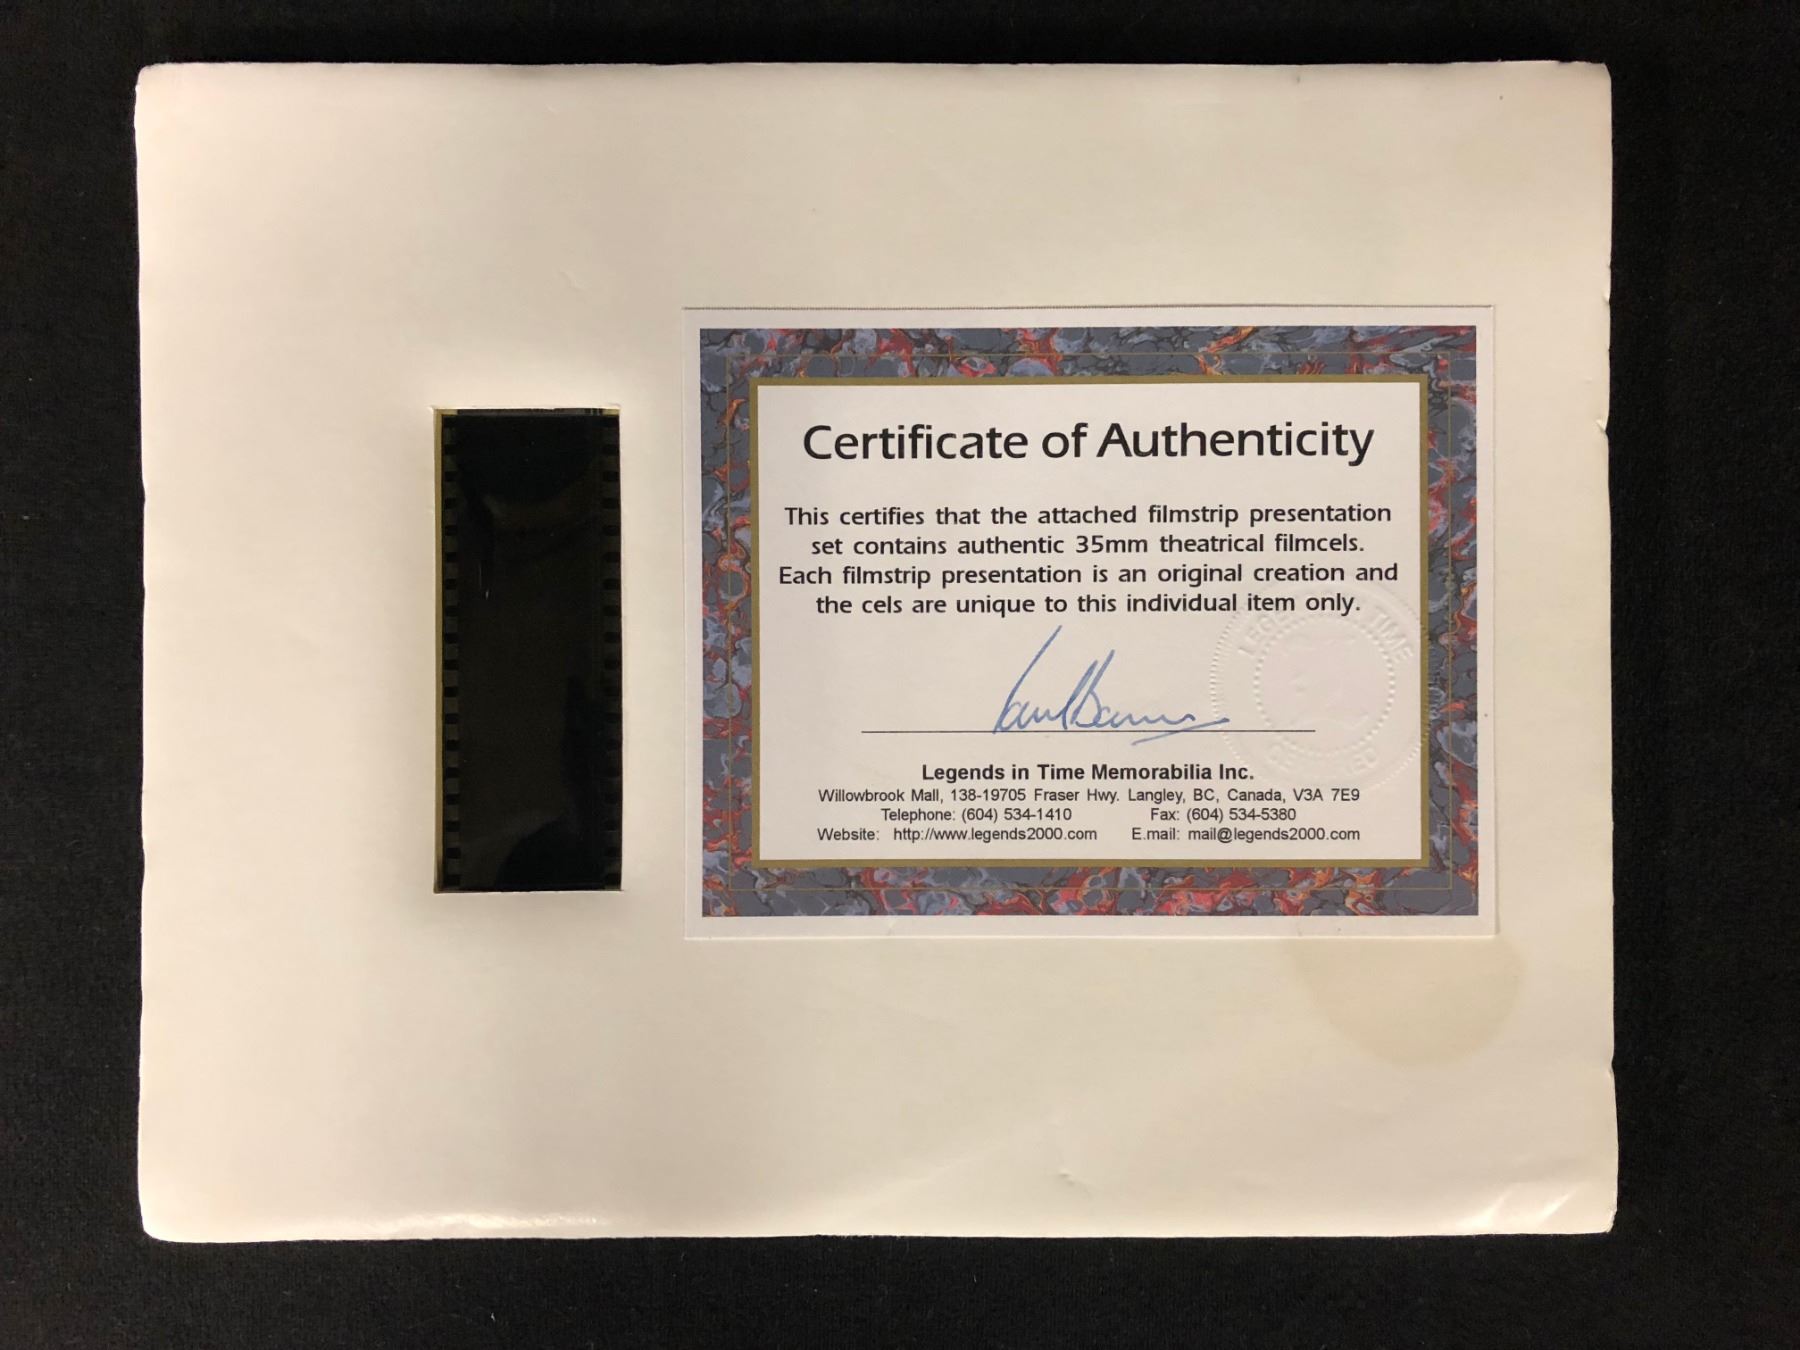 Certificate of Authenticity
This certifies that the attached filmstrip presentation
set contains authentic 35mm theatrical filmcels.
Each filmstrip presentation is an original creation and
the cels are unique to this individual item only.
Legends in Time Memorabilia Inc.
Willowbrook Mall, 138-19705 Fraser Hwy. Langley, BC, Canada, V3A 7E9
Telephone: (604) 534-1410 Fax: (604) 534-5380
Website: http://www.legends2000.com E.mail: mail@legends2000.com